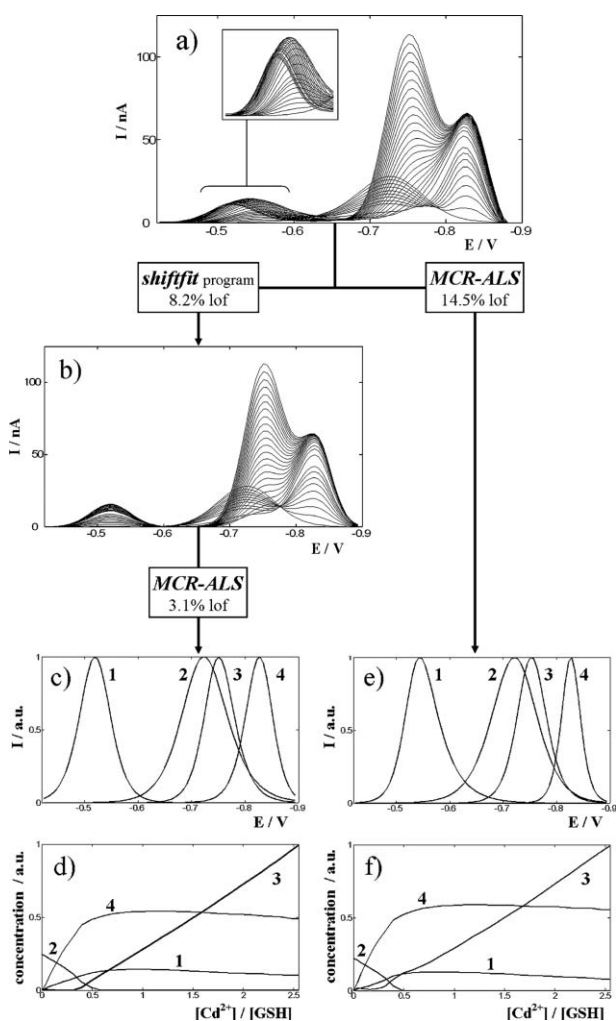 a)
100
50
0
I / nA
-0.5 -0.6 -0.7 -0.8 -0.9
E / V
shiftfit program
8.2% lof
MCR-ALS
14.5% lof
b)
100
50
0
I / nA
-0.5 -0.6 -0.7 -0.8 -0.9
E / V
MCR-ALS
3.1% lof
c)
1
0.5
0
I / a.u.
1 2 3 4
-0.5 -0.6 -0.7 -0.8 -0.9
E / V
e)
1
0.5
0
I / a.u.
1 2 3 4
-0.5 -0.6 -0.7 -0.8 -0.9
E / V
d)
1
0.5
0
concentration / a.u.
3
4
2
1
0 0.5 1 1.5 2 2.5
[Cd²⁺] / [GSH]
f)
1
0.5
0
concentration / a.u.
3
4
2
1
0 0.5 1 1.5 2 2.5
[Cd²⁺] / [GSH]